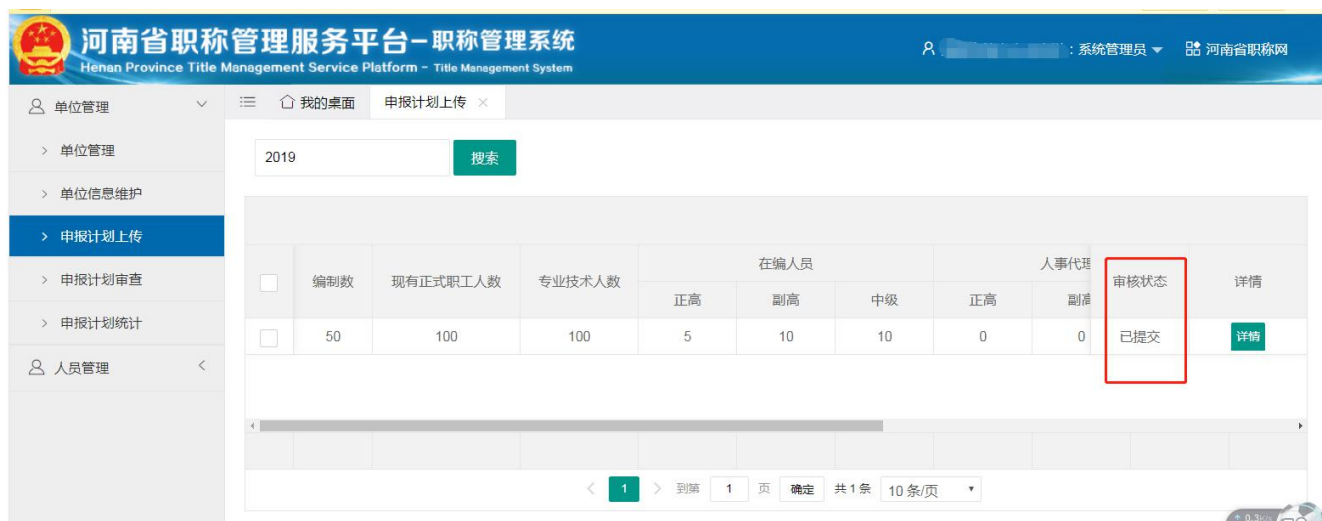 河南省职称管理服务平台-职称管理系统
Henan Province Title Management Service Platform - Title Management System
:系统管理员
河南省职称网
单位管理
我的桌面
申报计划上传
单位管理
2019
搜索
单位信息维护
申报计划上传
申报计划审查
申报计划统计
人员管理
编制数 现有正式职工人数 专业技术人数 在编人员 人事代理 审核状态 详情
正高 副高 中级 正高 副高
50 100 100 5 10 10 0 0 已提交 详情
1 到第 1 页 确定 共1条 10条/页